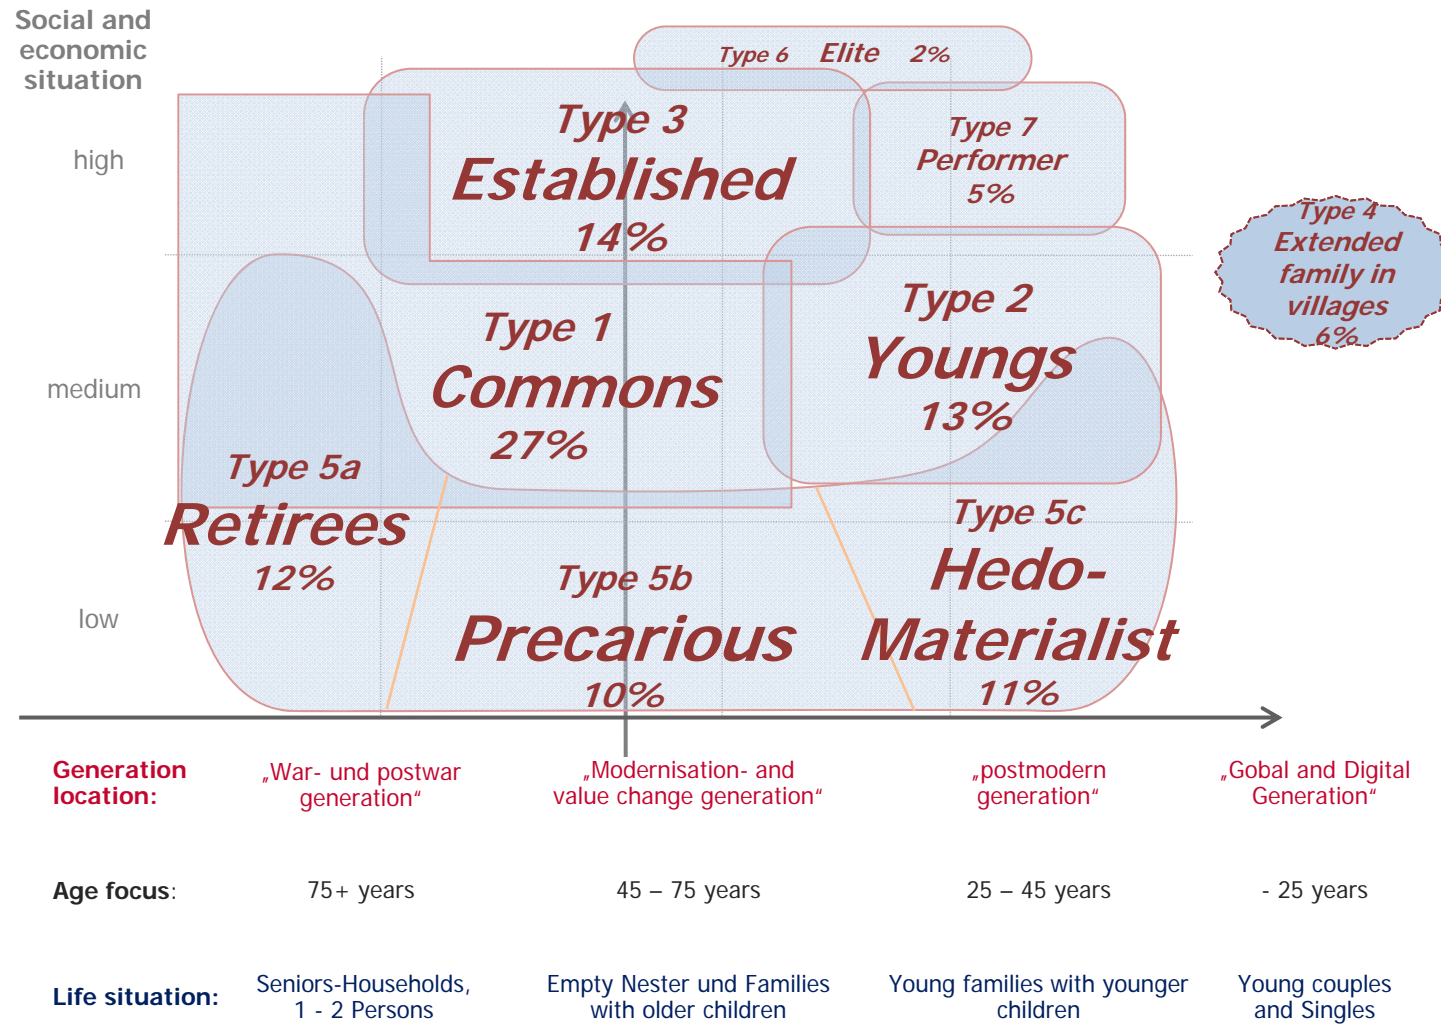 Social and
economic
situation
high
medium
low
Type 6 Elite 2%
Type 3
Established
14%
Type 7
Performer
5%
Type 4
Extended
family in
villages
6%
Type 1
Commons
27%
Type 2
Youngs
13%
Type 5a
Retirees
12%
Type 5b
Precarious
10%
Type 5c
Hedo-
Materialist
11%
Generation
location:
„War- und postwar
generation“
„Modernisation- and
value change generation“
„postmodern
generation“
„Gobal and Digital
Generation“
Age focus:
75+ years
45 – 75 years
25 – 45 years
- 25 years
Life situation:
Seniors-Households,
1 - 2 Persons
Empty Nester und Families
with older children
Young families with younger
children
Young couples
and Singles